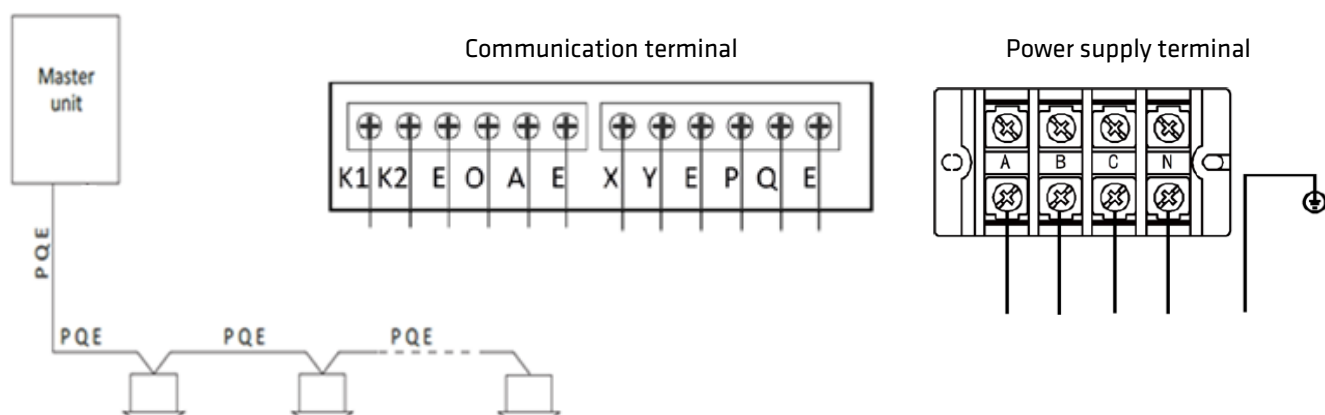 Master
unit
Communication terminal
K1 K2 E O A E X Y E P Q E
Power supply terminal
A B C N
PQE
PQE
PQE
PQE